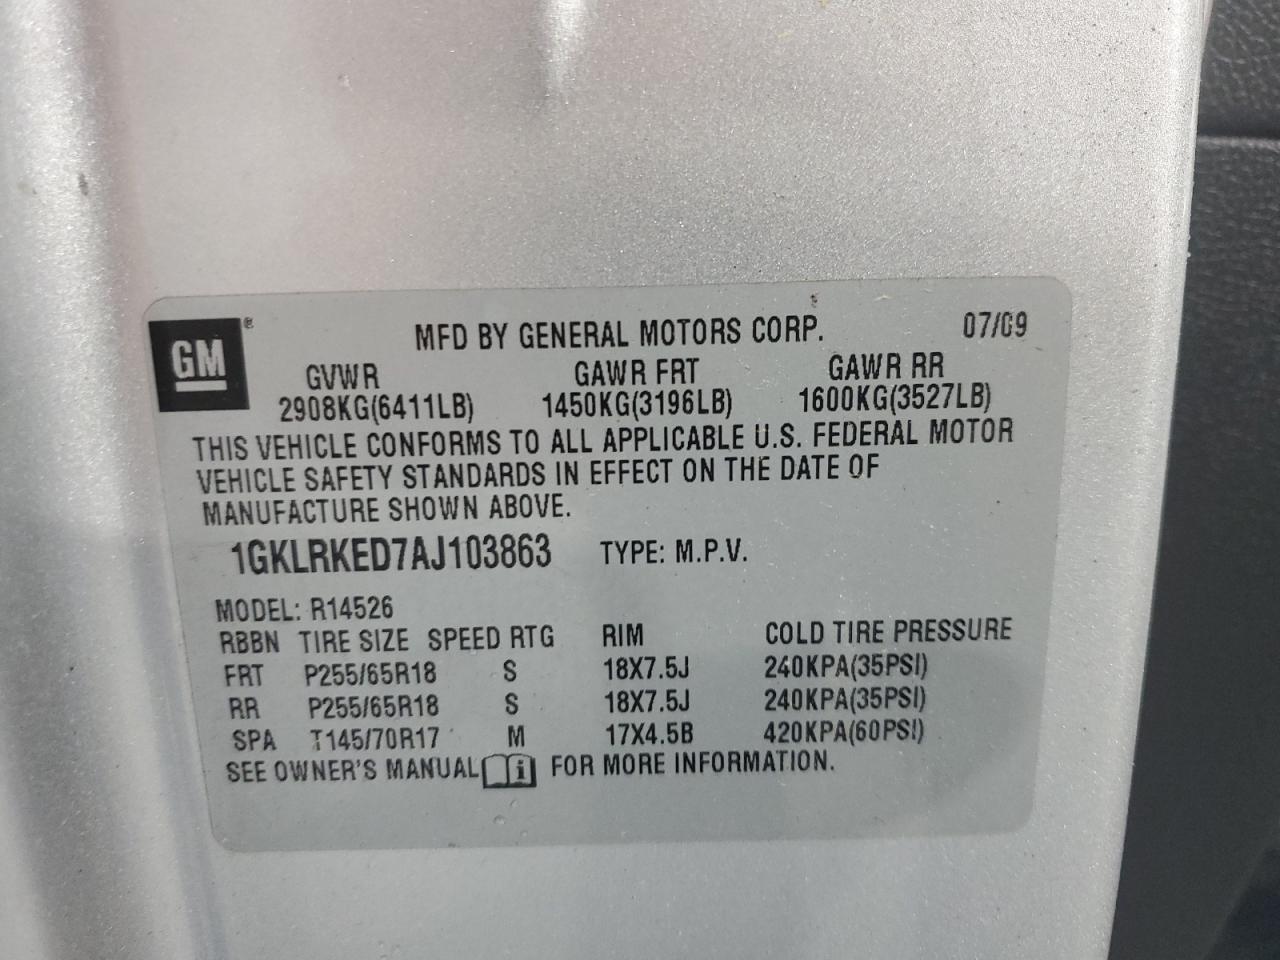 GM ®
MFD BY GENERAL MOTORS CORP. 07/09
GVWR GAWR FRT GAWR RR
2908KG(6411LB) 1450KG(3196LB) 1600KG(3527LB)
THIS VEHICLE CONFORMS TO ALL APPLICABLE U.S. FEDERAL MOTOR
VEHICLE SAFETY STANDARDS IN EFFECT ON THE DATE OF
MANUFACTURE SHOWN ABOVE.
1GKLRKED7AJ103863 TYPE: M.P.V.
MODEL: R14526
RBBN TIRE SIZE SPEED RTG RIM COLD TIRE PRESSURE
FRT P255/65R18 S 18X7.5J 240KPA(35PSI)
RR P255/65R18 S 18X7.5J 240KPA(35PSI)
SPA T145/70R17 M 17X4.5B 420KPA(60PSI)
SEE OWNER'S MANUAL i FOR MORE INFORMATION.